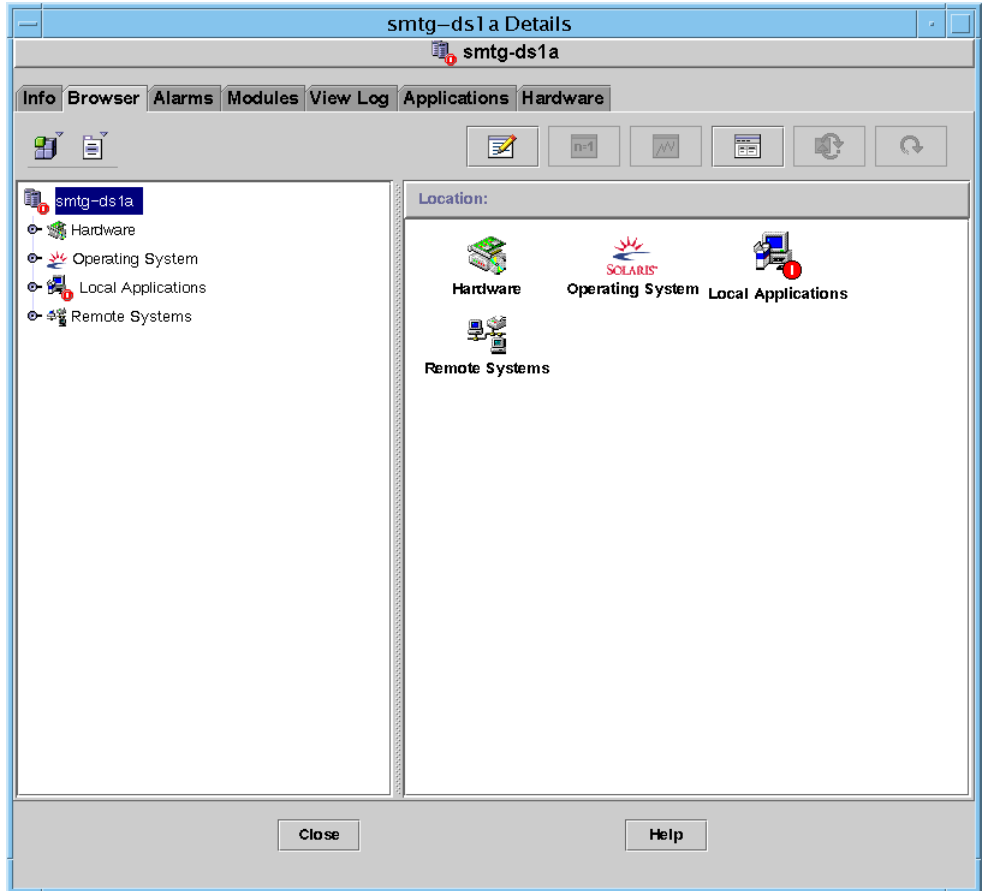 smtg-ds1a Details
smtg-ds1a
Info Browser Alarms Modules View Log Applications Hardware
n=1
smtg-ds1a
Hardware
Operating System
Local Applications
Remote Systems
Location:
Hardware
SOLARIS
Operating System
Local Applications
Remote Systems
Close Help